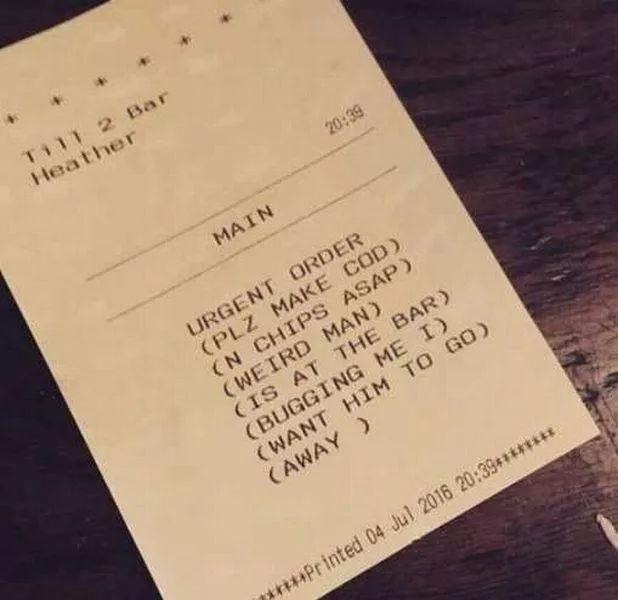 * * * * * *
Till 2 Bar
Heather 20:39
MAIN
URGENT ORDER
(PLZ MAKE COD)
(N CHIPS ASAP)
(WEIRD MAN)
(IS AT THE BAR)
(BUGGING ME I)
(WANT HIM TO GO)
(AWAY )
*******Printed 04 Jul 2016 20:39********